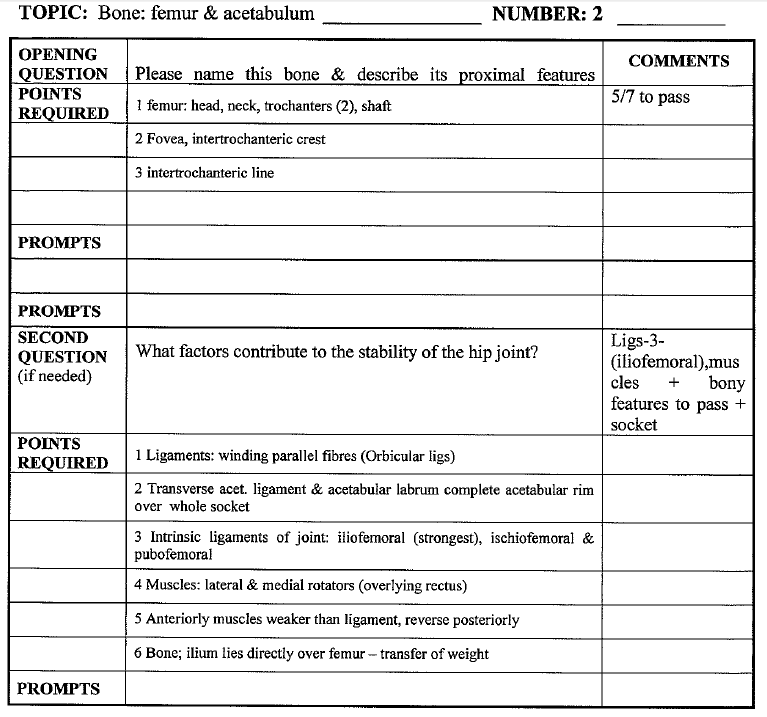 TOPIC: Bone: femur & acetabulum NUMBER: 2
OPENING
QUESTION
Please name this bone & describe its proximal features
COMMENTS
POINTS
REQUIRED
1 femur: head, neck, trochanters (2), shaft
5/7 to pass
2 Fovea, intertrochanteric crest
3 intertrochanteric line
PROMPTS
PROMPTS
SECOND
QUESTION
(if needed)
What factors contribute to the stability of the hip joint?
Ligs-3-
(iliofemoral),mus
cles + bony
features to pass +
socket
POINTS
REQUIRED
1 Ligaments: winding parallel fibres (Orbicular ligs)
2 Transverse acet. ligament & acetabular labrum complete acetabular rim
over whole socket
3 Intrinsic ligaments of joint: iliofemoral (strongest), ischiofemoral &
pubofemoral
4 Muscles: lateral & medial rotators (overlying rectus)
5 Anteriorly muscles weaker than ligament, reverse posteriorly
6 Bone; ilium lies directly over femur – transfer of weight
PROMPTS